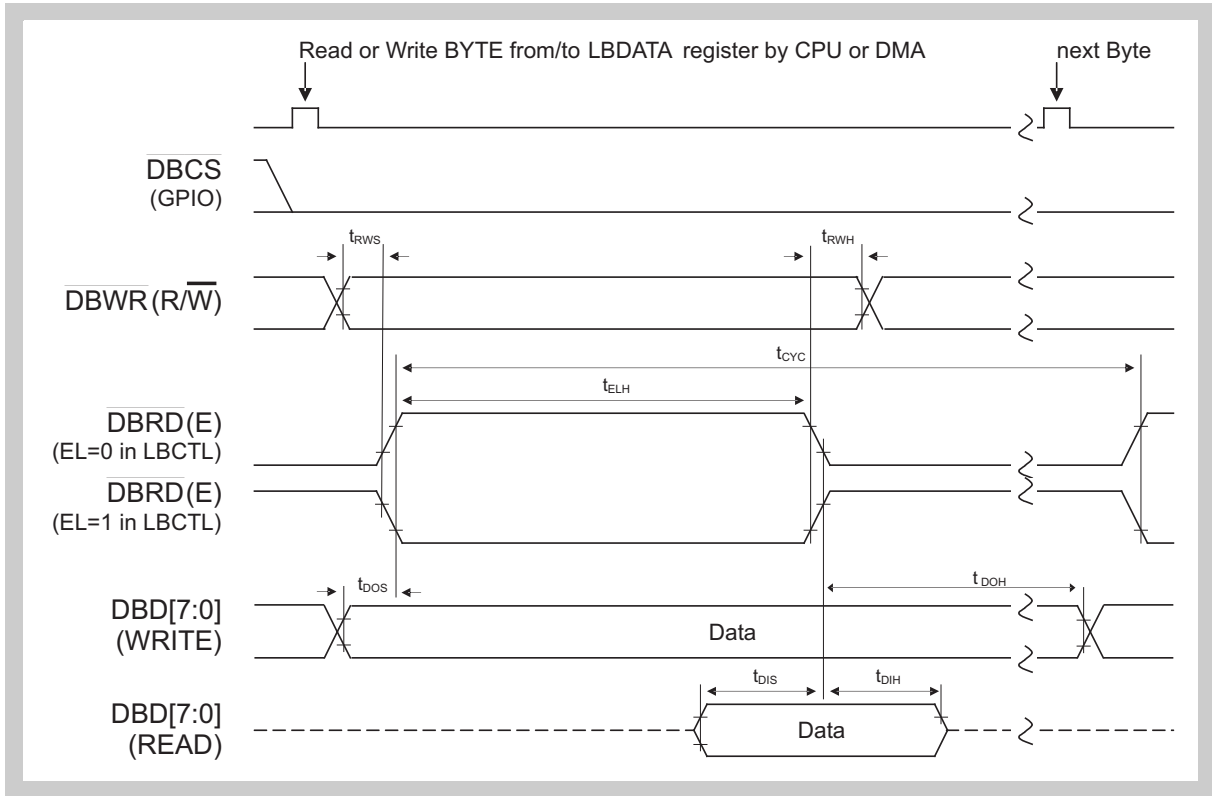 Read or Write BYTE from/to LBDATA register by CPU or DMA
next Byte
DBCS
(GPIO)
tRWS
tRWH
DBWR (R/W)
tCYC
tELH
DBRD (E)
(EL=0 in LBCTL)
DBRD (E)
(EL=1 in LBCTL)
tDOS
tDOH
DBD[7:0]
(WRITE)
Data
tDIS
tDIH
DBD[7:0]
(READ)
Data